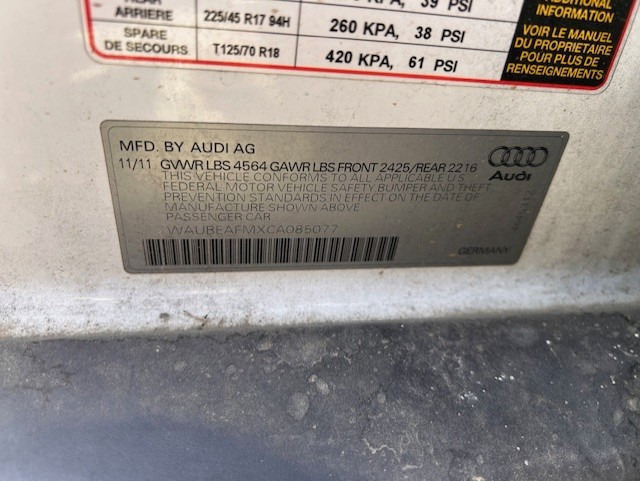 ARRIERE 225/45 R17 94H 260 KPA, 38 PSI
SPARE
DE SECOURS T125/70 R18 420 KPA, 61 PSI
39 PSI
ADDITIONAL
INFORMATION
VOIR LE MANUEL
DU PROPRIETAIRE
POUR PLUS DE
RENSEIGNEMENTS
MFD. BY AUDI AG
11/11 GVWR LBS 4564 GAWR LBS FRONT 2425/REAR 2216
THIS VEHICLE CONFORMS TO ALL APPLICABLE U.S.
FEDERAL MOTOR VEHICLE SAFETY BUMPER AND THEFT
PREVENTION STANDARDS IN EFFECT ON THE DATE OF
MANUFACTURE SHOWN ABOVE
PASSENGER CAR
WAUBEAFMXCA085077
Audi
GERMANY